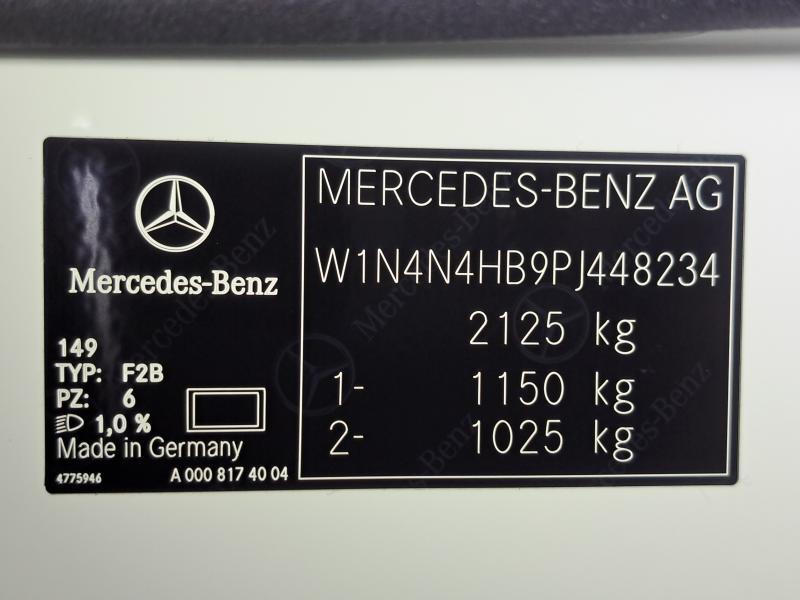 Mercedes-Benz
149
TYP: F2B
PZ: 6
1,0 %
Made in Germany
4775946 A 000 817 40 04
MERCEDES-BENZ AG
W1N4N4HB9PJ448234
2125 kg
1- 1150 kg
2- 1025 kg